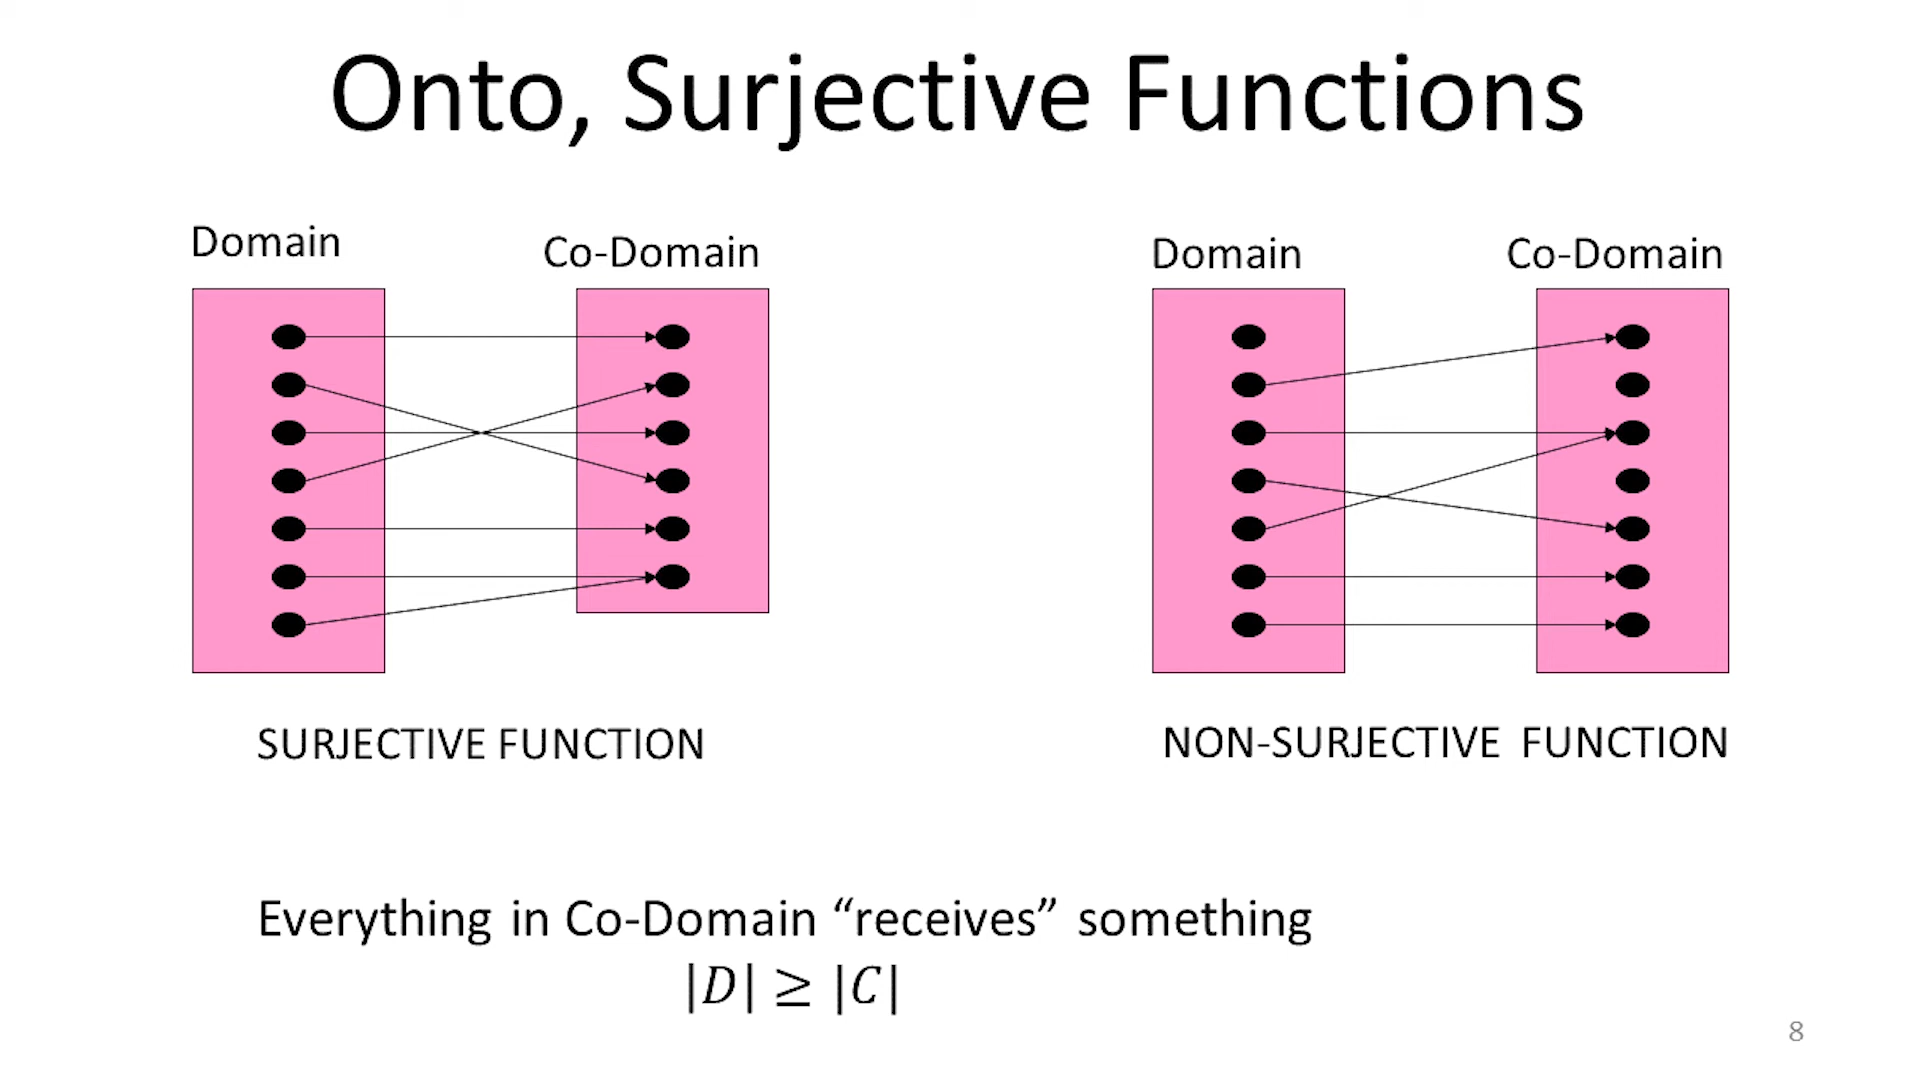 Onto, Surjective Functions
Domain
Co-Domain
Domain
Co-Domain
SURJECTIVE FUNCTION
NON-SURJECTIVE FUNCTION
Everything in Co-Domain “receives” something
|D| ≥ |C|
8